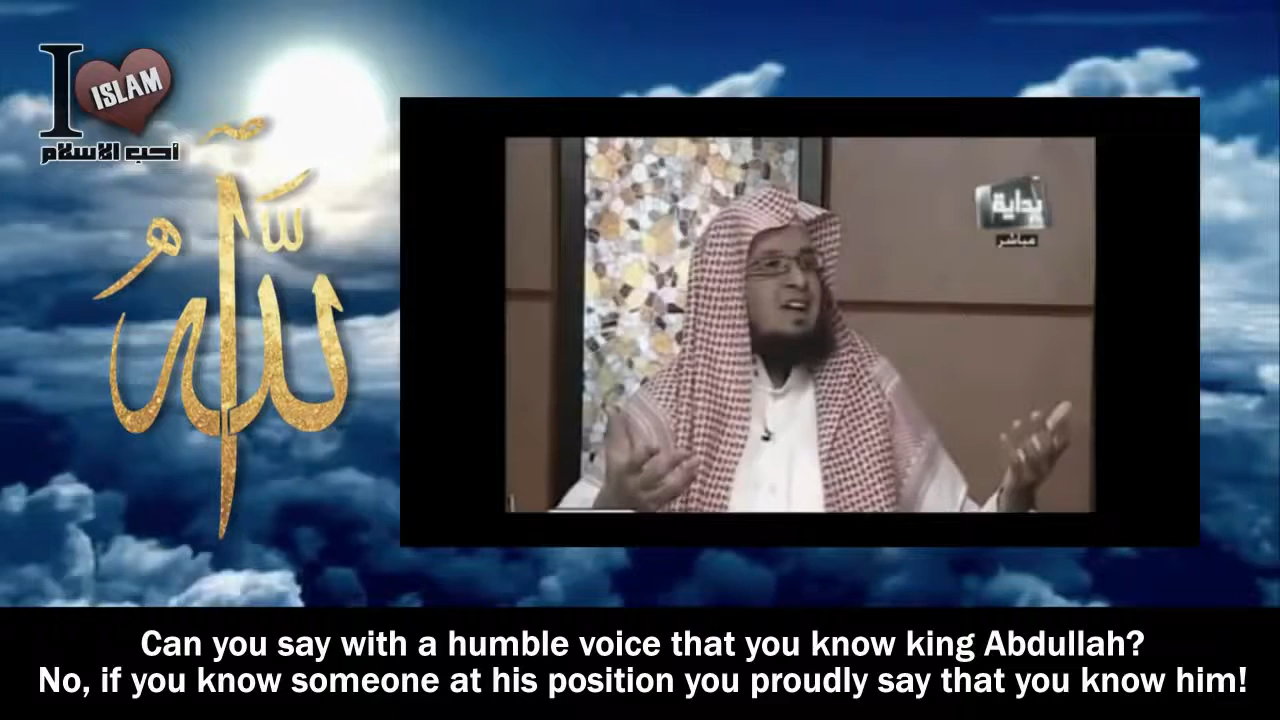 I ISLAM
أحب الاسلام
اللّٰهُ
بداية
مباشر
Can you say with a humble voice that you know king Abdullah?
No, if you know someone at his position you proudly say that you know him!